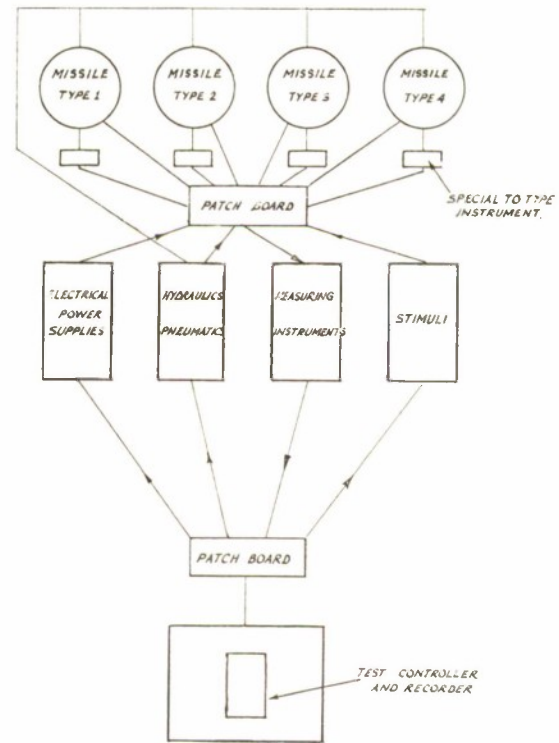 MISSILE
TYPE 1
MISSILE
TYPE 2
MISSILE
TYPE 3
MISSILE
TYPE 4
SPECIAL TO TYPE
INSTRUMENT.
PATCH BOARD
ELECTRICAL
POWER
SUPPLIES
HYDRAULICS
PNEUMATICS
MEASURING
INSTRUMENTS
STIMULI
PATCH BOARD
TEST CONTROLLER
AND RECORDER